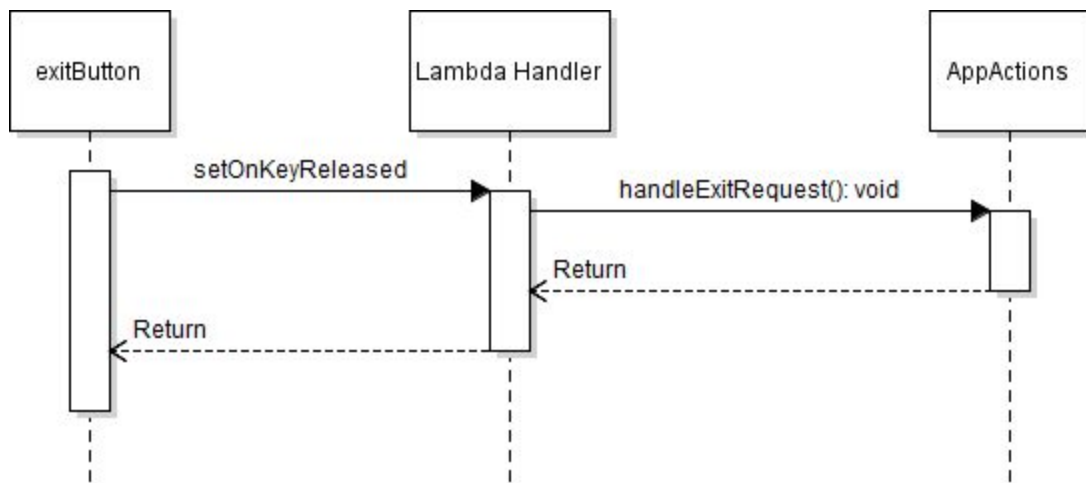 exitButton
Lambda Handler
AppActions
setOnKeyReleased
handleExitRequest(): void
Return
Return